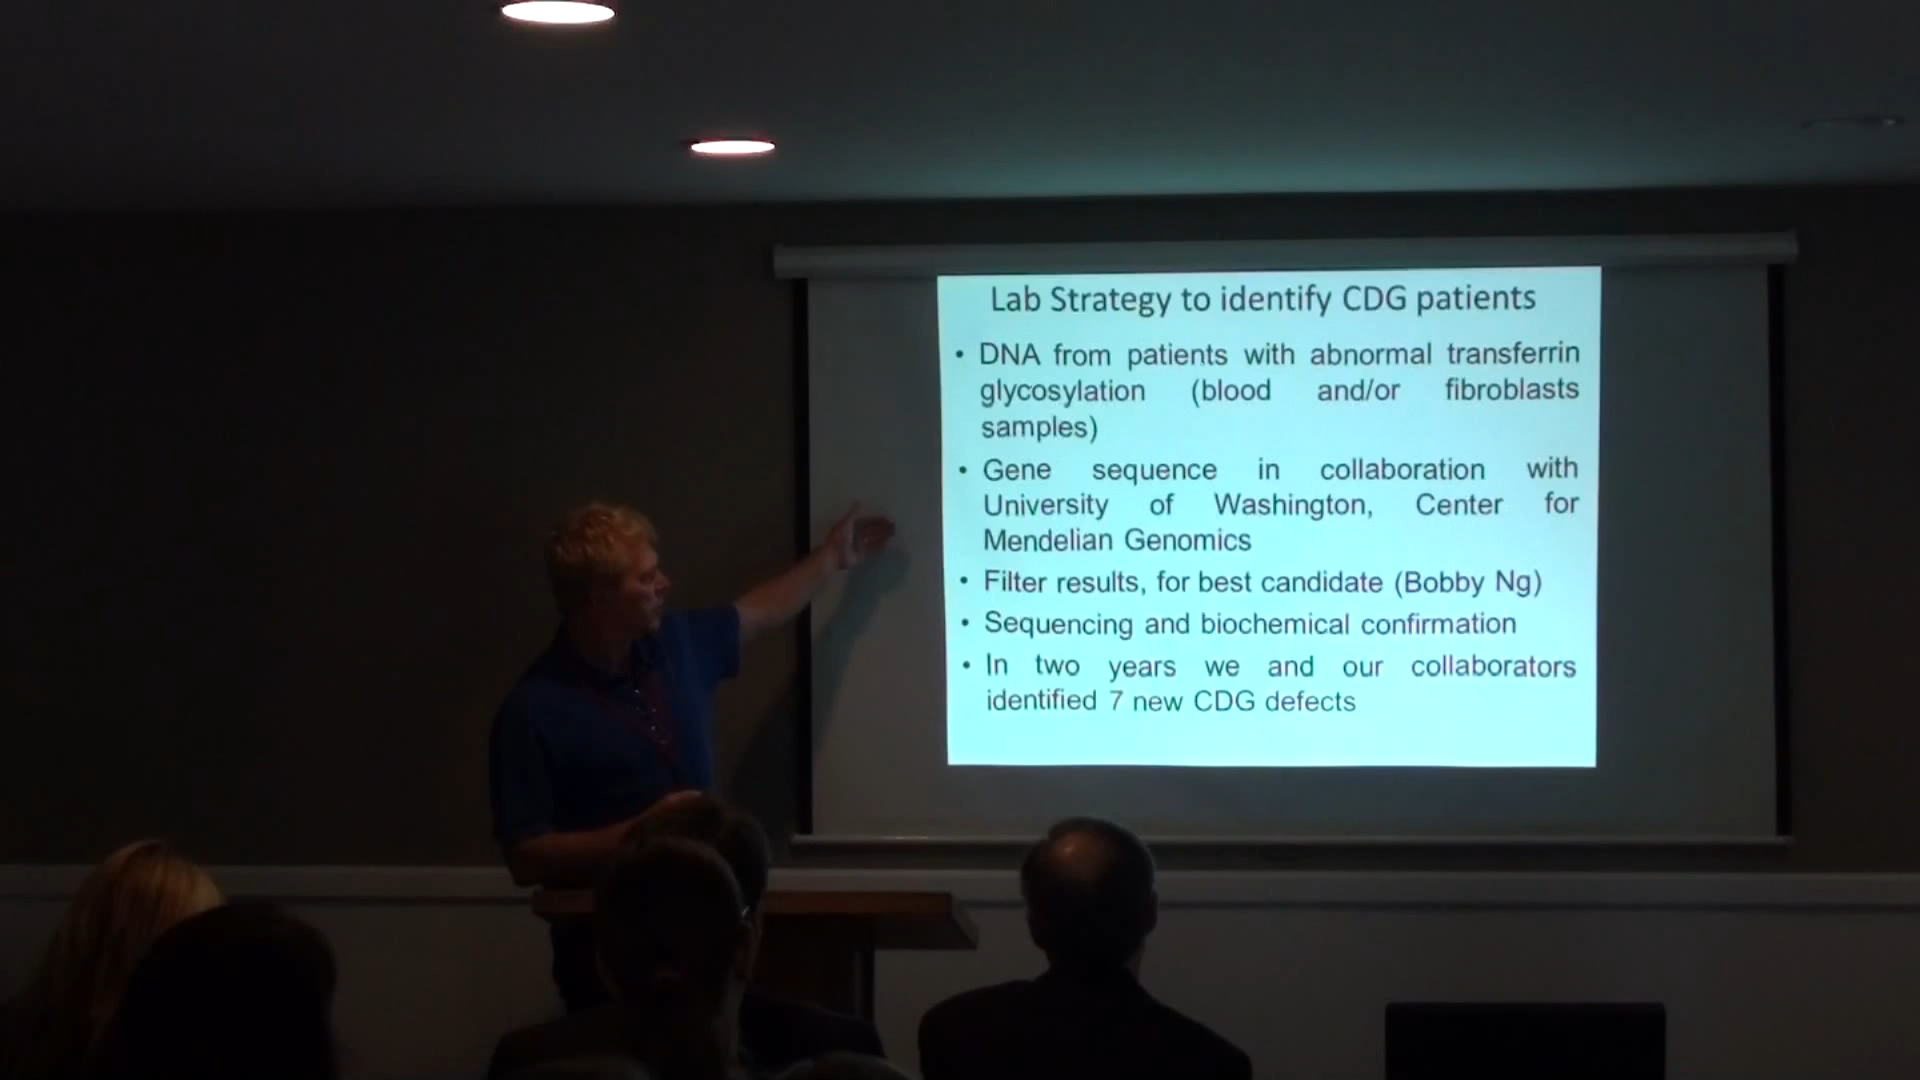 Lab Strategy to identify CDG patients
• DNA from patients with abnormal transferrin
glycosylation (blood and/or fibroblasts
samples)
• Gene sequence in collaboration with
University of Washington, Center for
Mendelian Genomics
• Filter results, for best candidate (Bobby Ng)
• Sequencing and biochemical confirmation
• In two years we and our collaborators
identified 7 new CDG defects